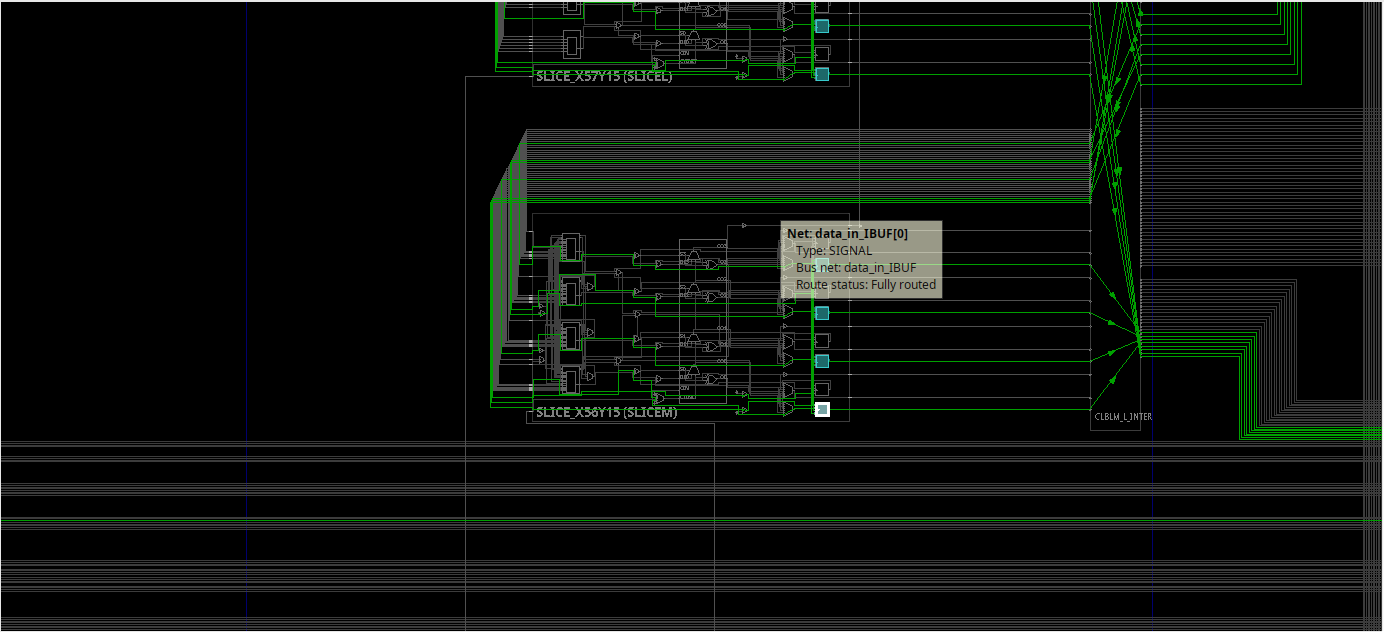 SLICE_X57Y15 (SLICEL)
Net: data_in_IBUF[0]
Type: SIGNAL
Bus net: data_in_IBUF
Route status: Fully routed
SLICE_X56Y15 (SLICEM)
CLBLM_L_INTER